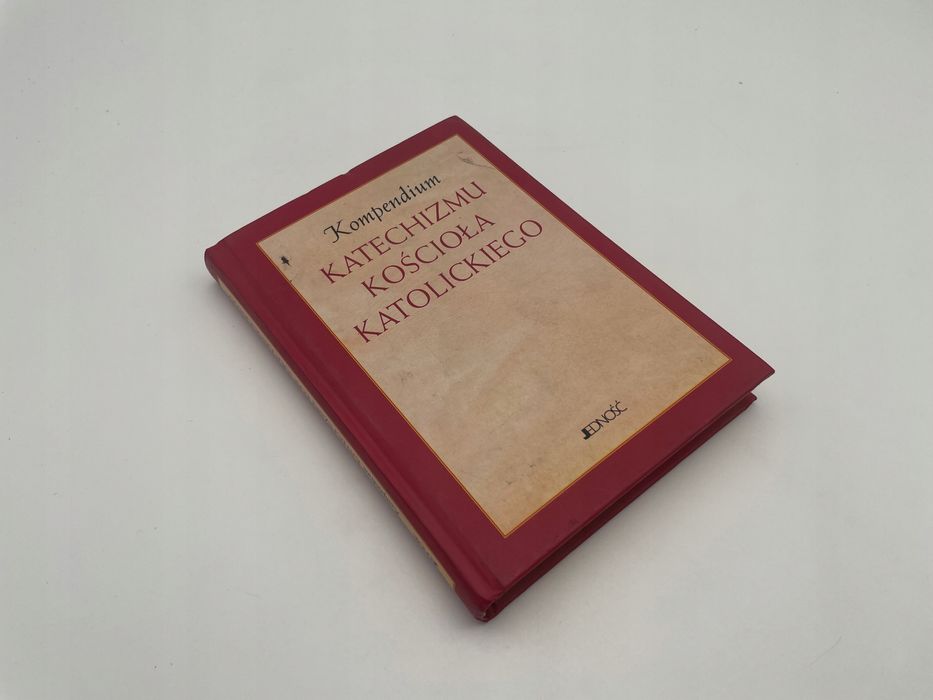 Kompendium
KATECHIZMU
KOŚCIOŁA
KATOLICKIEGO
JEDNOŚĆ